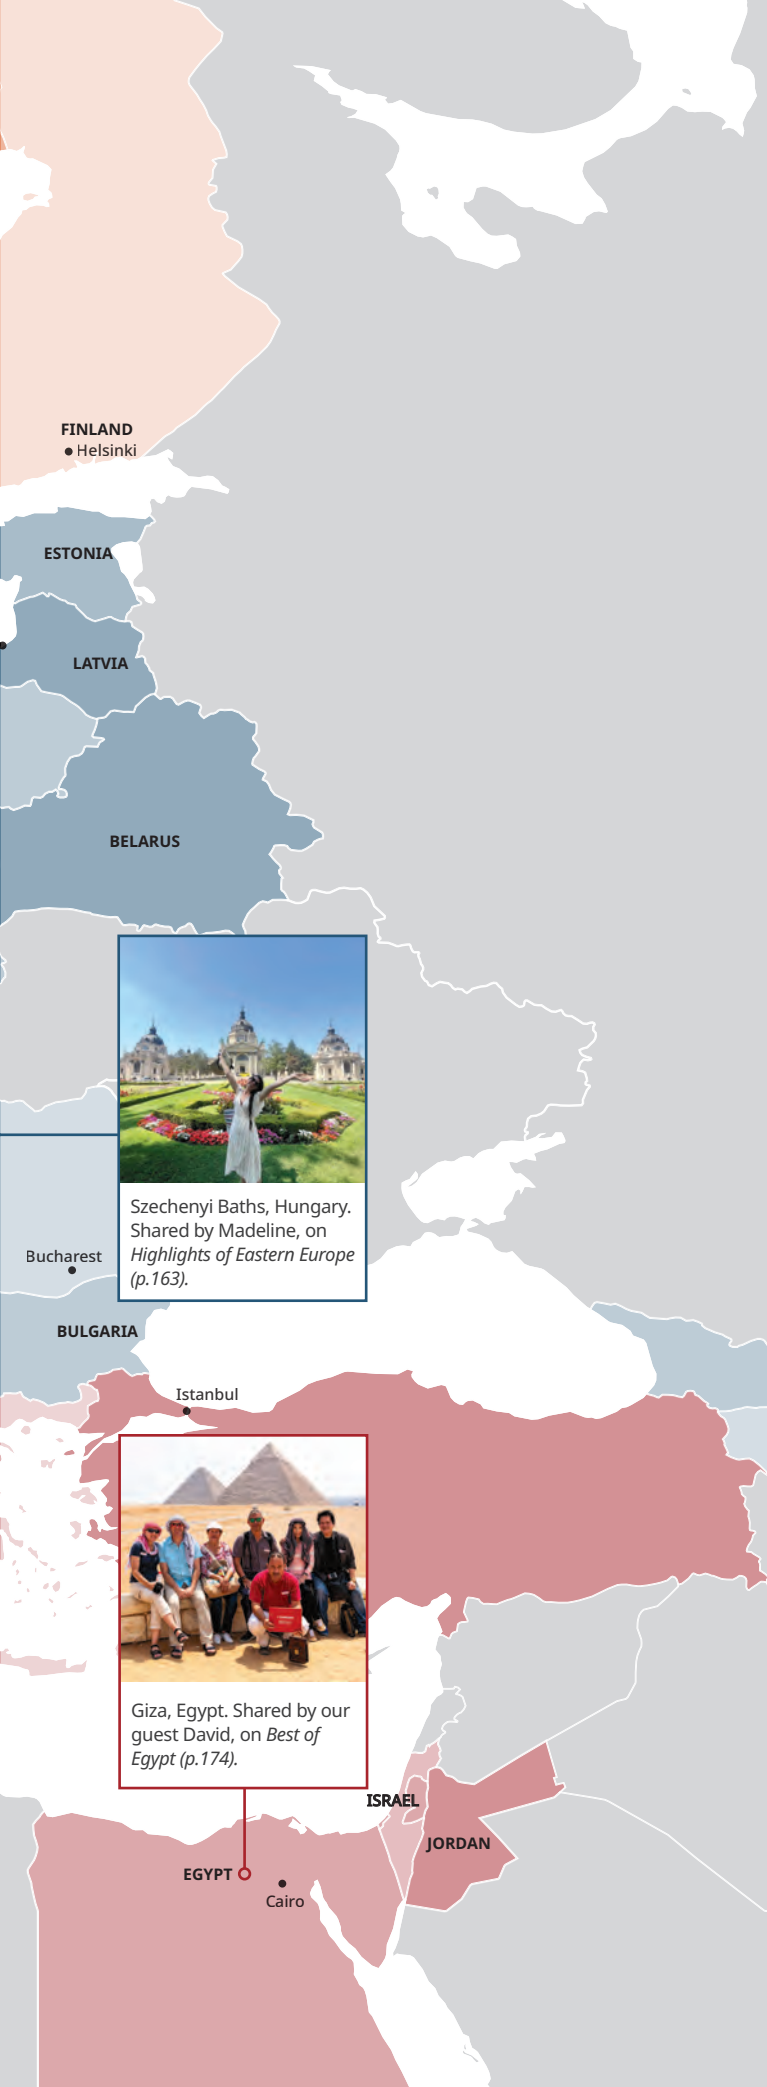 FINLAND
Helsinki
ESTONIA
LATVIA
BELARUS
Szechenyi Baths, Hungary.
Shared by Madeline, on
Highlights of Eastern Europe
(p.163).
Bucharest
BULGARIA
Istanbul
Giza, Egypt. Shared by our
guest David, on Best of
Egypt (p.174).
ISRAEL
JORDAN
EGYPT
Cairo